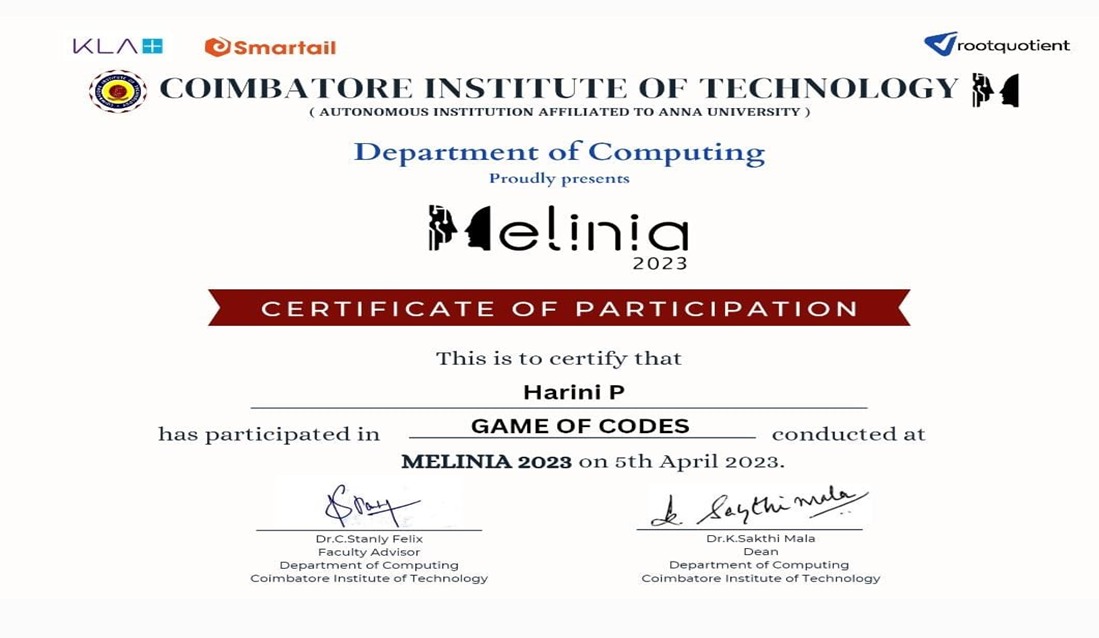 KLA+ Smartail rootquotient
COIMBATORE INSTITUTE OF TECHNOLOGY
( AUTONOMOUS INSTITUTION AFFILIATED TO ANNA UNIVERSITY )
Department of Computing
Proudly presents
Melinia
2023
CERTIFICATE OF PARTICIPATION
This is to certify that
Harini P
has participated in GAME OF CODES conducted at
MELINIA 2023 on 5th April 2023.
Dr.C.Stanly Felix
Faculty Advisor
Department of Computing
Coimbatore Institute of Technology
K Sakthi mala
Dr.K.Sakthi Mala
Dean
Department of Computing
Coimbatore Institute of Technology